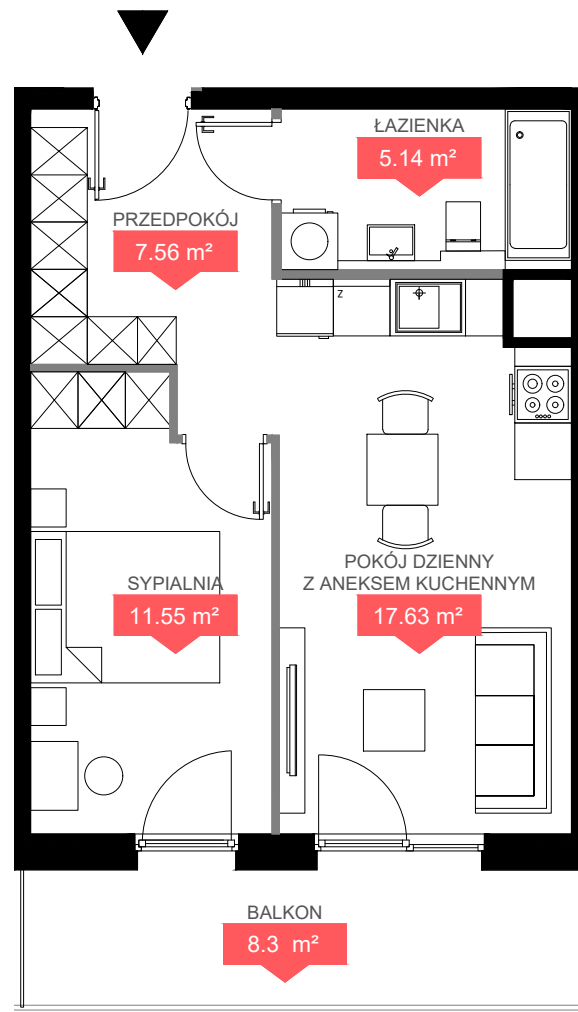 ŁAZIENKA
5.14 m²
PRZEDPOKÓJ
7.56 m²
Z
POKÓJ DZIENNY
Z ANEKSEM KUCHENNYM
17.63 m²
SYPIALNIA
11.55 m²
BALKON
8.3 m²